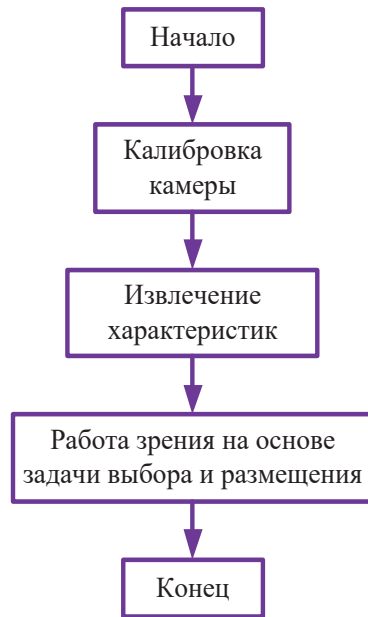 Начало
Калибровка
камеры
Извлечение
характеристик
Работа зрения на основе
задачи выбора и размещения
Конец